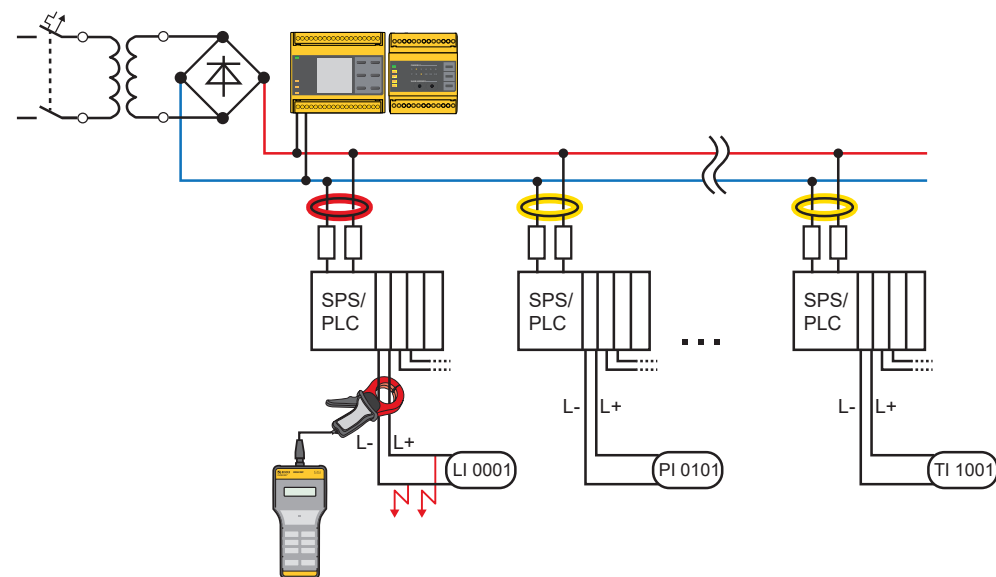 SPS/
PLC
SPS/
PLC
SPS/
PLC
...
L-
L+
L-
L+
L-
L+
LI 0001
PI 0101
TI 1001